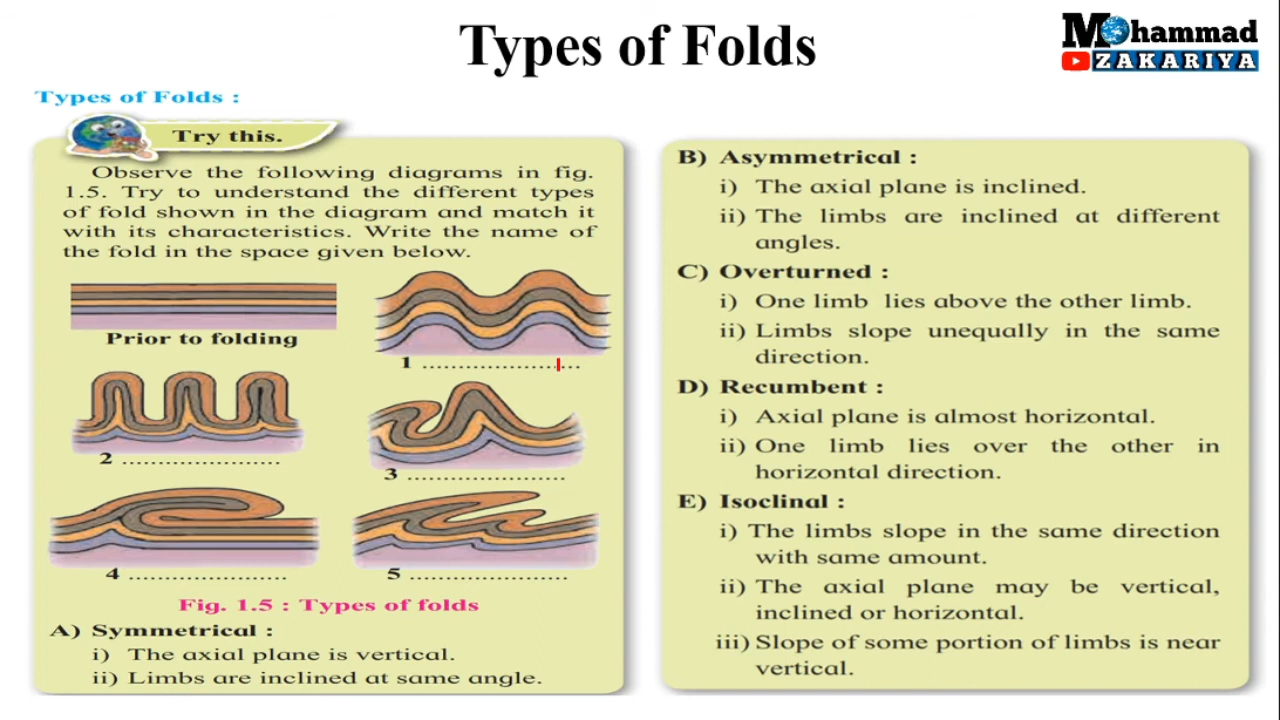 Types of Folds
Mohammad
ZAKARIYA
Types of Folds :
Try this.
Observe the following diagrams in fig.
1.5. Try to understand the different types
of fold shown in the diagram and match it
with its characteristics. Write the name of
the fold in the space given below.
Prior to folding
1 ............................
2 ............................
3 ............................
4 ............................
5 ............................
Fig. 1.5 : Types of folds
A) Symmetrical :
i) The axial plane is vertical.
ii) Limbs are inclined at same angle.
B) Asymmetrical :
i) The axial plane is inclined.
ii) The limbs are inclined at different
angles.
C) Overturned :
i) One limb lies above the other limb.
ii) Limbs slope unequally in the same
direction.
D) Recumbent :
i) Axial plane is almost horizontal.
ii) One limb lies over the other in
horizontal direction.
E) Isoclinal :
i) The limbs slope in the same direction
with same amount.
ii) The axial plane may be vertical,
inclined or horizontal.
iii) Slope of some portion of limbs is near
vertical.